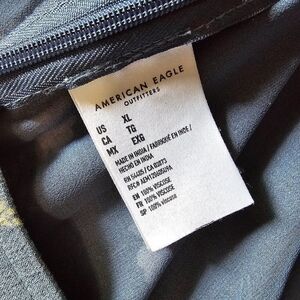 AMERICAN EAGLE
OUTFITTERS
US XL
CA TG
MX EXG
MADE IN INDIA / FABRIQUÉ EN INDE /
HECHO EN INDIA
EN 100% VISCOSE
FR 100% VISCOSE
SP 100% viscosa